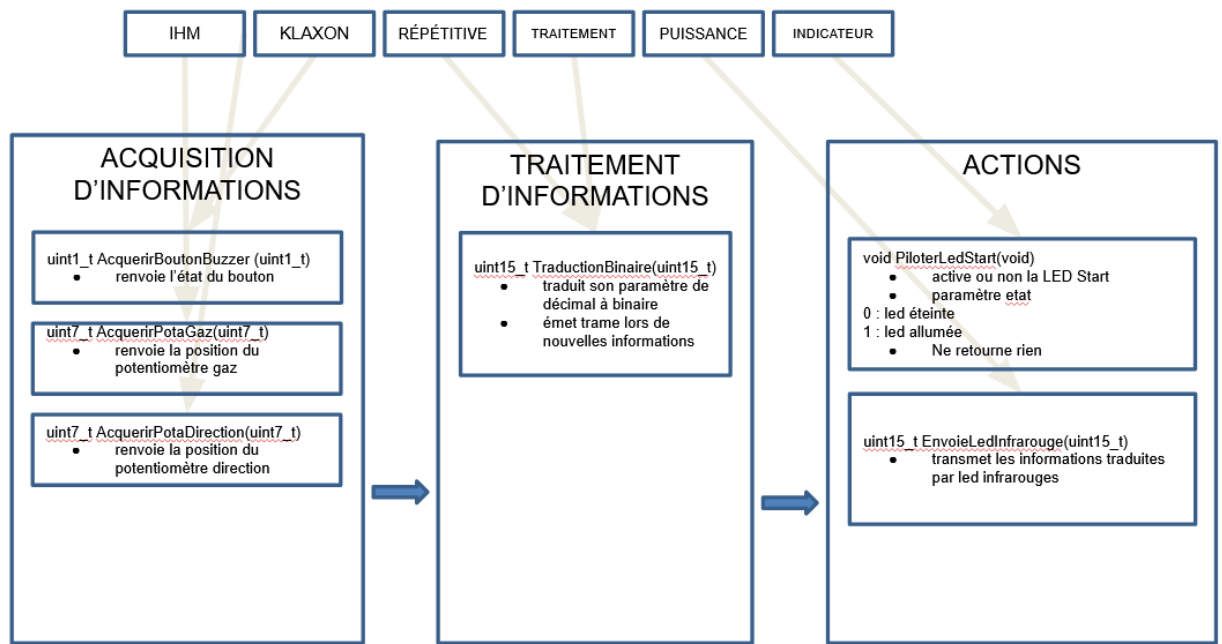 IHM
KLAXON
RÉPÉTITIVE
TRAITEMENT
PUISSANCE
INDICATEUR
ACQUISITION
D'INFORMATIONS
uint1_t AcquerirBoutonBuzzer (uint1_t)
● renvoie l'état du bouton
uint7_t AcquerirPotaGaz(uint7_t)
● renvoie la position du
potentiomètre gaz
uint7_t AcquerirPotaDirection(uint7_t)
● renvoie la position du
potentiomètre direction
TRAITEMENT
D'INFORMATIONS
uint15_t TraductionBinaire(uint15_t)
● traduit son paramètre de
décimal à binaire
● émet trame lors de
nouvelles informations
ACTIONS
void PiloterLedStart(void)
● active ou non la LED Start
● paramètre etat
0 : led éteinte
1 : led allumée
● Ne retourne rien
uint15_t EnvoieLedInfrarouge(uint15_t)
● transmet les informations traduites
par led infrarouges